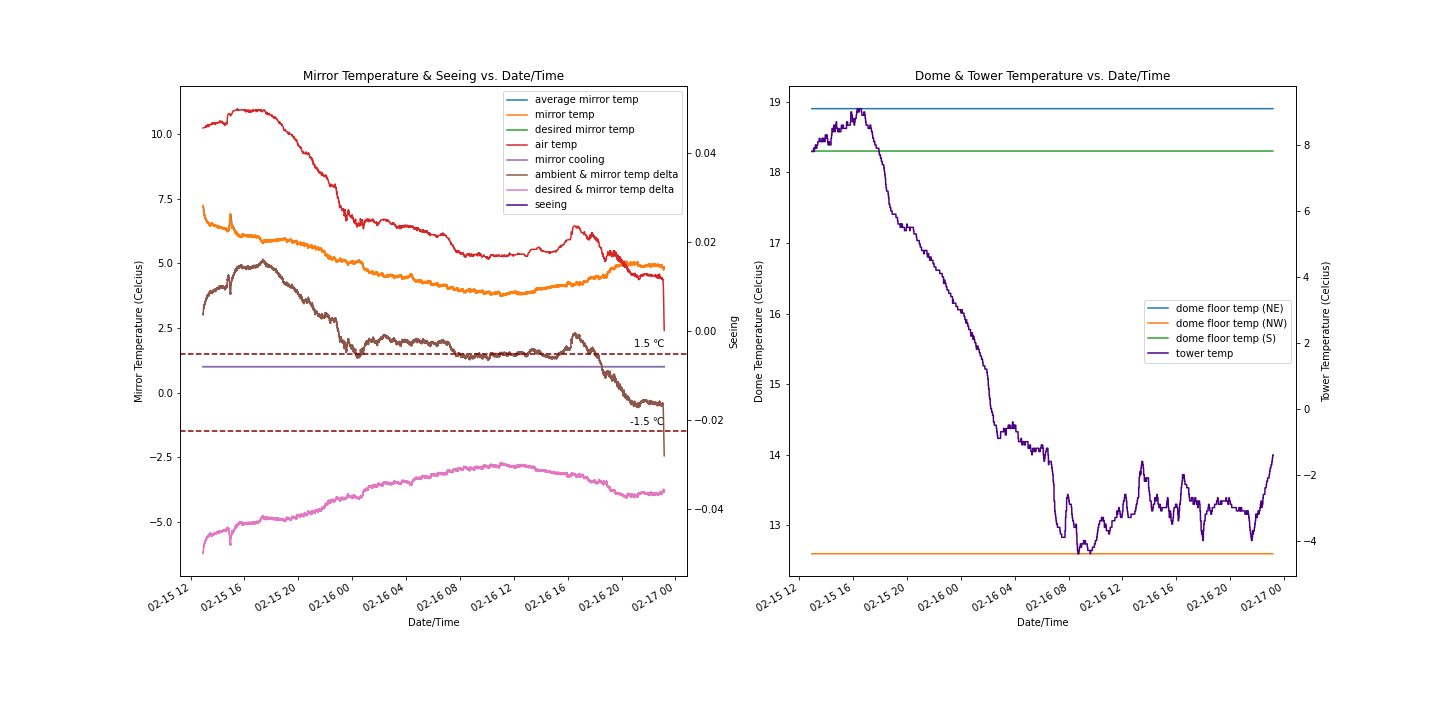 Mirror Temperature & Seeing vs. Date/Time
average mirror temp
mirror temp
desired mirror temp
air temp
mirror cooling
ambient & mirror temp delta
desired & mirror temp delta
seeing
10.0
7.5
5.0
2.5
0.0
−2.5
−5.0
Mirror Temperature (Celcius)
1.5 °C
-1.5 °C
0.04
0.02
0.00
−0.02
−0.04
Seeing
02-15 12
02-15 16
02-15 20
02-16 00
02-16 04
02-16 08
02-16 12
02-16 16
02-16 20
02-17 00
Date/Time
Dome & Tower Temperature vs. Date/Time
19
18
17
16
15
14
13
Dome Temperature (Celcius)
dome floor temp (NE)
dome floor temp (NW)
dome floor temp (S)
tower temp
8
6
4
2
0
−2
−4
Tower Temperature (Celcius)
02-15 12
02-15 16
02-15 20
02-16 00
02-16 04
02-16 08
02-16 12
02-16 16
02-16 20
02-17 00
Date/Time